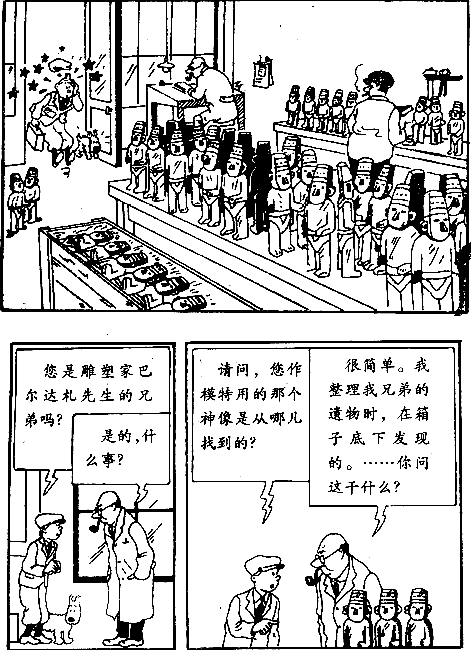 您是雕塑家巴
尔达札先生的兄
弟吗?
是的,什
么事?
请问,您作
模特用的那个
神像是从哪儿
找到的?
很简单。我
整理我兄弟的
遗物时,在箱
子底下发现
的。……你问
这干什么?